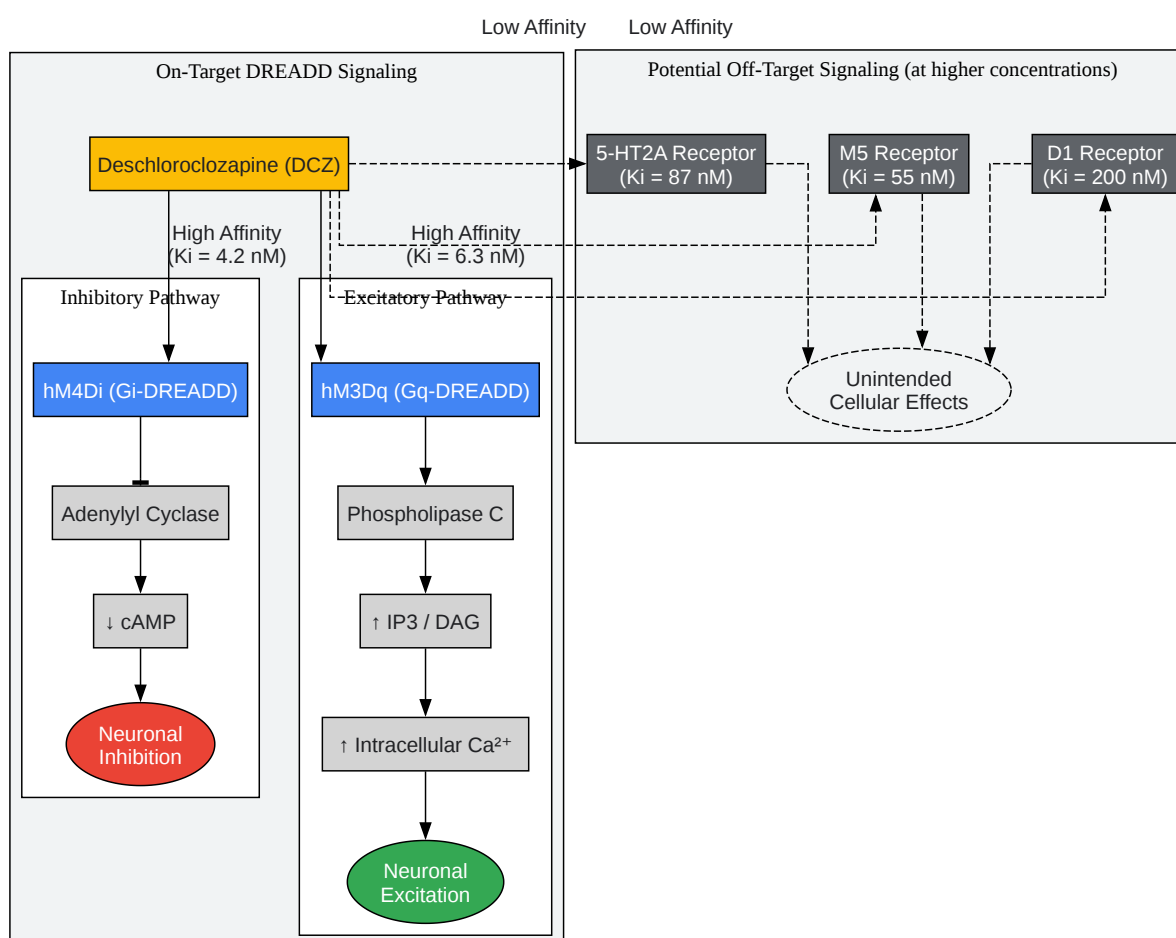 Low Affinity
Low Affinity
On-Target DREADD Signaling
Potential Off-Target Signaling (at higher concentrations)
Deschloroclozapine (DCZ)
5-HT2A Receptor
(Ki = 87 nM)
M5 Receptor
(Ki = 55 nM)
D1 Receptor
(Ki = 200 nM)
High Affinity
(Ki = 4.2 nM)
High Affinity
(Ki = 6.3 nM)
Inhibitory Pathway
Excitatory Pathway
hM4Di (Gi-DREADD)
hM3Dq (Gq-DREADD)
Unintended
Cellular Effects
Adenylyl Cyclase
Phospholipase C
↓ cAMP
↑ IP3 / DAG
Neuronal
Inhibition
↑ Intracellular Ca²⁺
Neuronal
Excitation